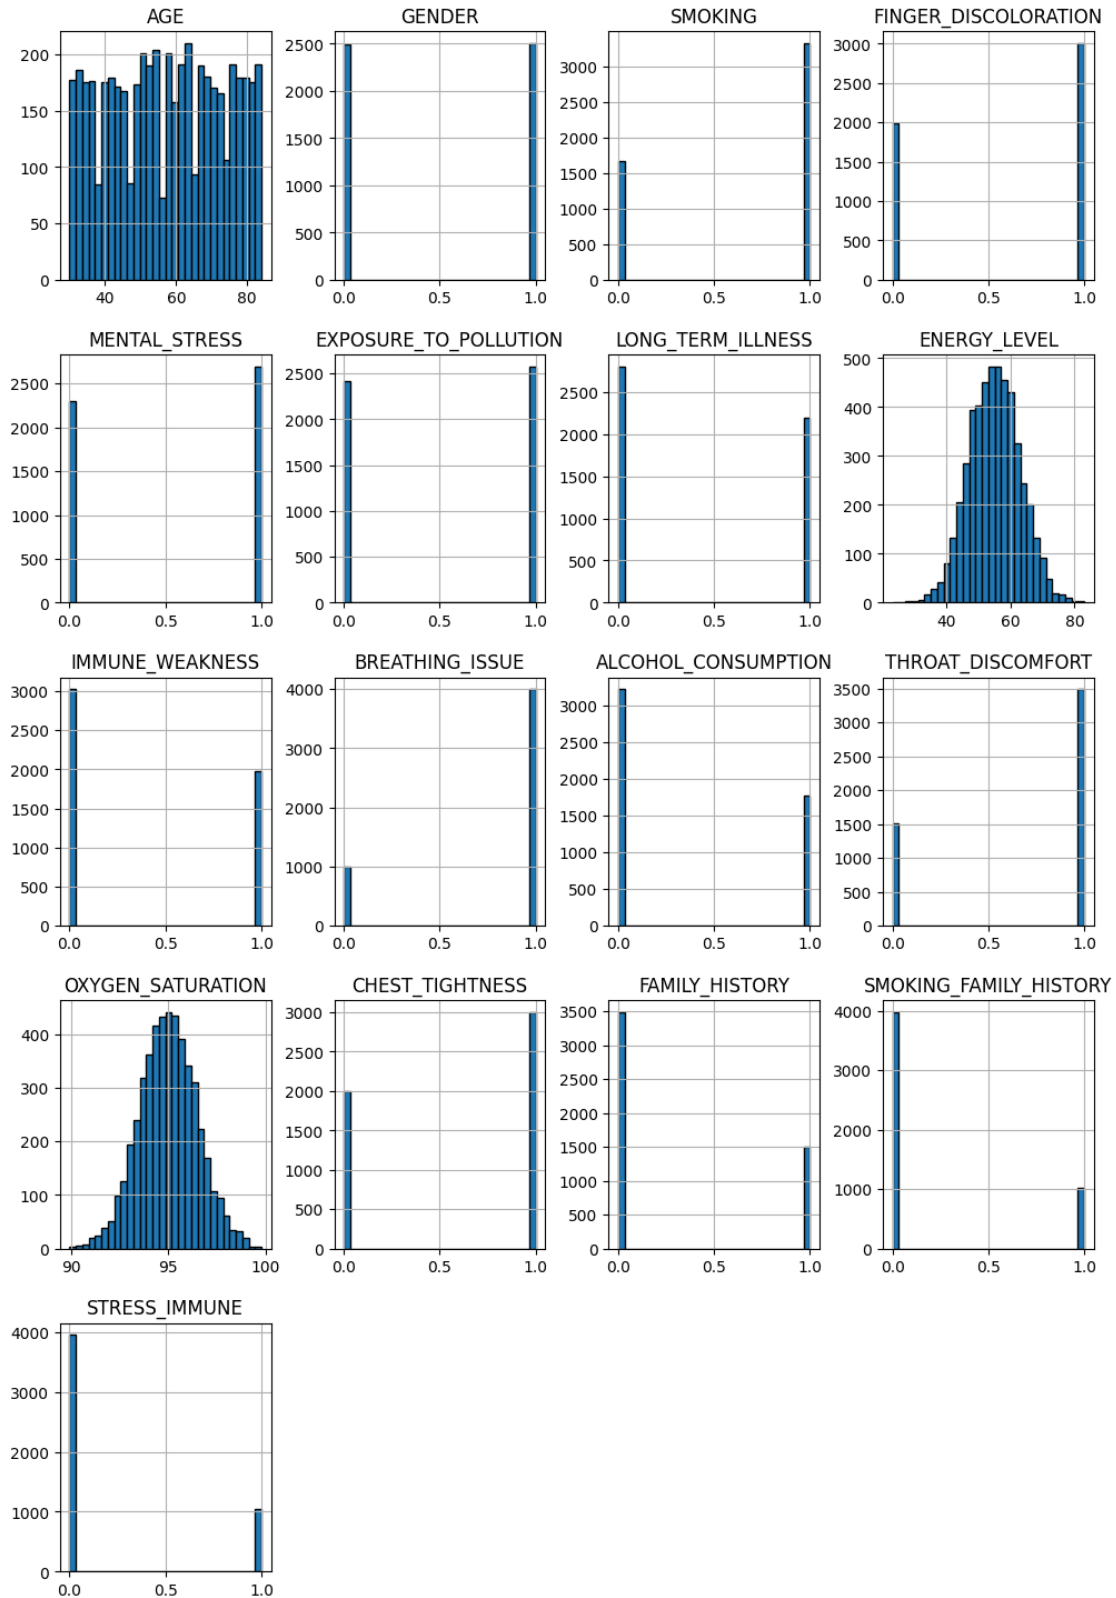 AGE GENDER SMOKING FINGER_DISCOLORATION
200 2500 3000 3000
150 2000 2500 2500
100 1500 2000 2000
50 1000 1500 1500
0 500 1000 1000
0 500 500
0 0
40 60 80 0.0 0.5 1.0 0.0 0.5 1.0 0.0 0.5 1.0
MENTAL_STRESS EXPOSURE_TO_POLLUTION LONG_TERM_ILLNESS ENERGY_LEVEL
2500 2500 2500 500
2000 2000 2000 400
1500 1500 1500 300
1000 1000 1000 200
500 500 500 100
0 0 0 0
0.0 0.5 1.0 0.0 0.5 1.0 0.0 0.5 1.0 40 60 80
IMMUNE_WEAKNESS BREATHING_ISSUE ALCOHOL_CONSUMPTION THROAT_DISCOMFORT
3000 4000 3000 3500
2500 3000 2500 3000
2000 2000 2000 2500
1500 1000 1500 2000
1000 0 1000 1500
500 500 1000
0 0 500
0
0.0 0.5 1.0 0.0 0.5 1.0 0.0 0.5 1.0 0.0 0.5 1.0
OXYGEN_SATURATION CHEST_TIGHTNESS FAMILY_HISTORY SMOKING_FAMILY_HISTORY
400 3000 3500 4000
300 2500 3000 3000
200 2000 2500 2000
100 1500 2000 1000
0 1000 1500 0
500 1000
0 500
0
90 95 100 0.0 0.5 1.0 0.0 0.5 1.0 0.0 0.5 1.0
STRESS_IMMUNE
4000
3000
2000
1000
0
0.0 0.5 1.0